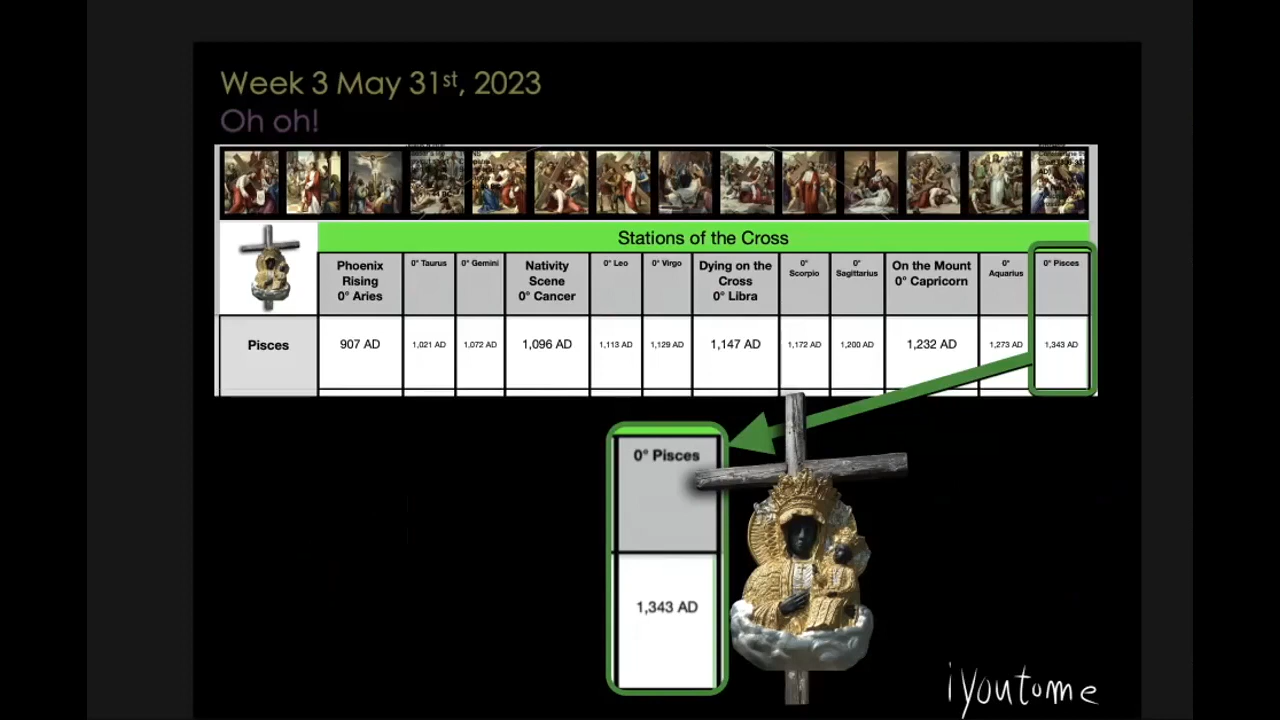 Week 3 May 31st, 2023
Oh oh!
Stations of the Cross
Phoenix
Rising
0° Aries
0° Taurus
0° Gemini
Nativity
Scene
0° Cancer
0° Leo
0° Virgo
Dying on the
Cross
0° Libra
0°
Scorpio
0°
Sagittarius
On the Mount
0° Capricorn
0°
Aquarius
0° Pisces
Pisces
907 AD
1,021 AD
1,072 AD
1,096 AD
1,113 AD
1,129 AD
1,147 AD
1,172 AD
1,200 AD
1,232 AD
1,273 AD
1,343 AD
0° Pisces
1,343 AD
iyoutome